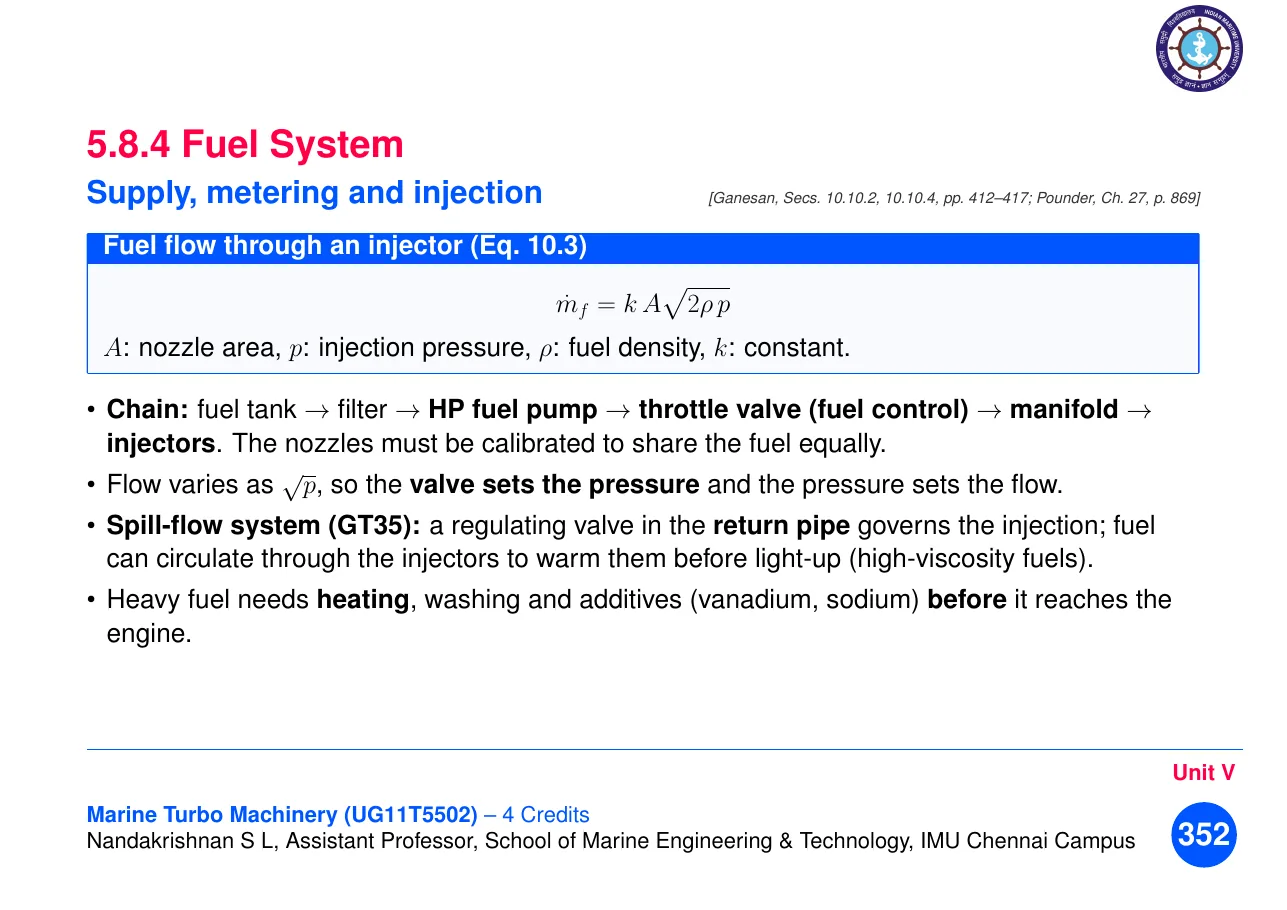 INDIAN MARITIME UNIVERSITY
5.8.4 Fuel System
Supply, metering and injection
[Ganesan, Secs. 10.10.2, 10.10.4, pp. 412–417; Pounder, Ch. 27, p. 869]
Fuel flow through an injector (Eq. 10.3)
ṁ_f = k A√(2ρ p)
A: nozzle area, p: injection pressure, ρ: fuel density, k: constant.
• Chain: fuel tank → filter → HP fuel pump → throttle valve (fuel control) → manifold →
injectors. The nozzles must be calibrated to share the fuel equally.
• Flow varies as √p, so the valve sets the pressure and the pressure sets the flow.
• Spill-flow system (GT35): a regulating valve in the return pipe governs the injection; fuel
can circulate through the injectors to warm them before light-up (high-viscosity fuels).
• Heavy fuel needs heating, washing and additives (vanadium, sodium) before it reaches the
engine.
Unit V
Marine Turbo Machinery (UG11T5502) – 4 Credits
Nandakrishnan S L, Assistant Professor, School of Marine Engineering & Technology, IMU Chennai Campus
352